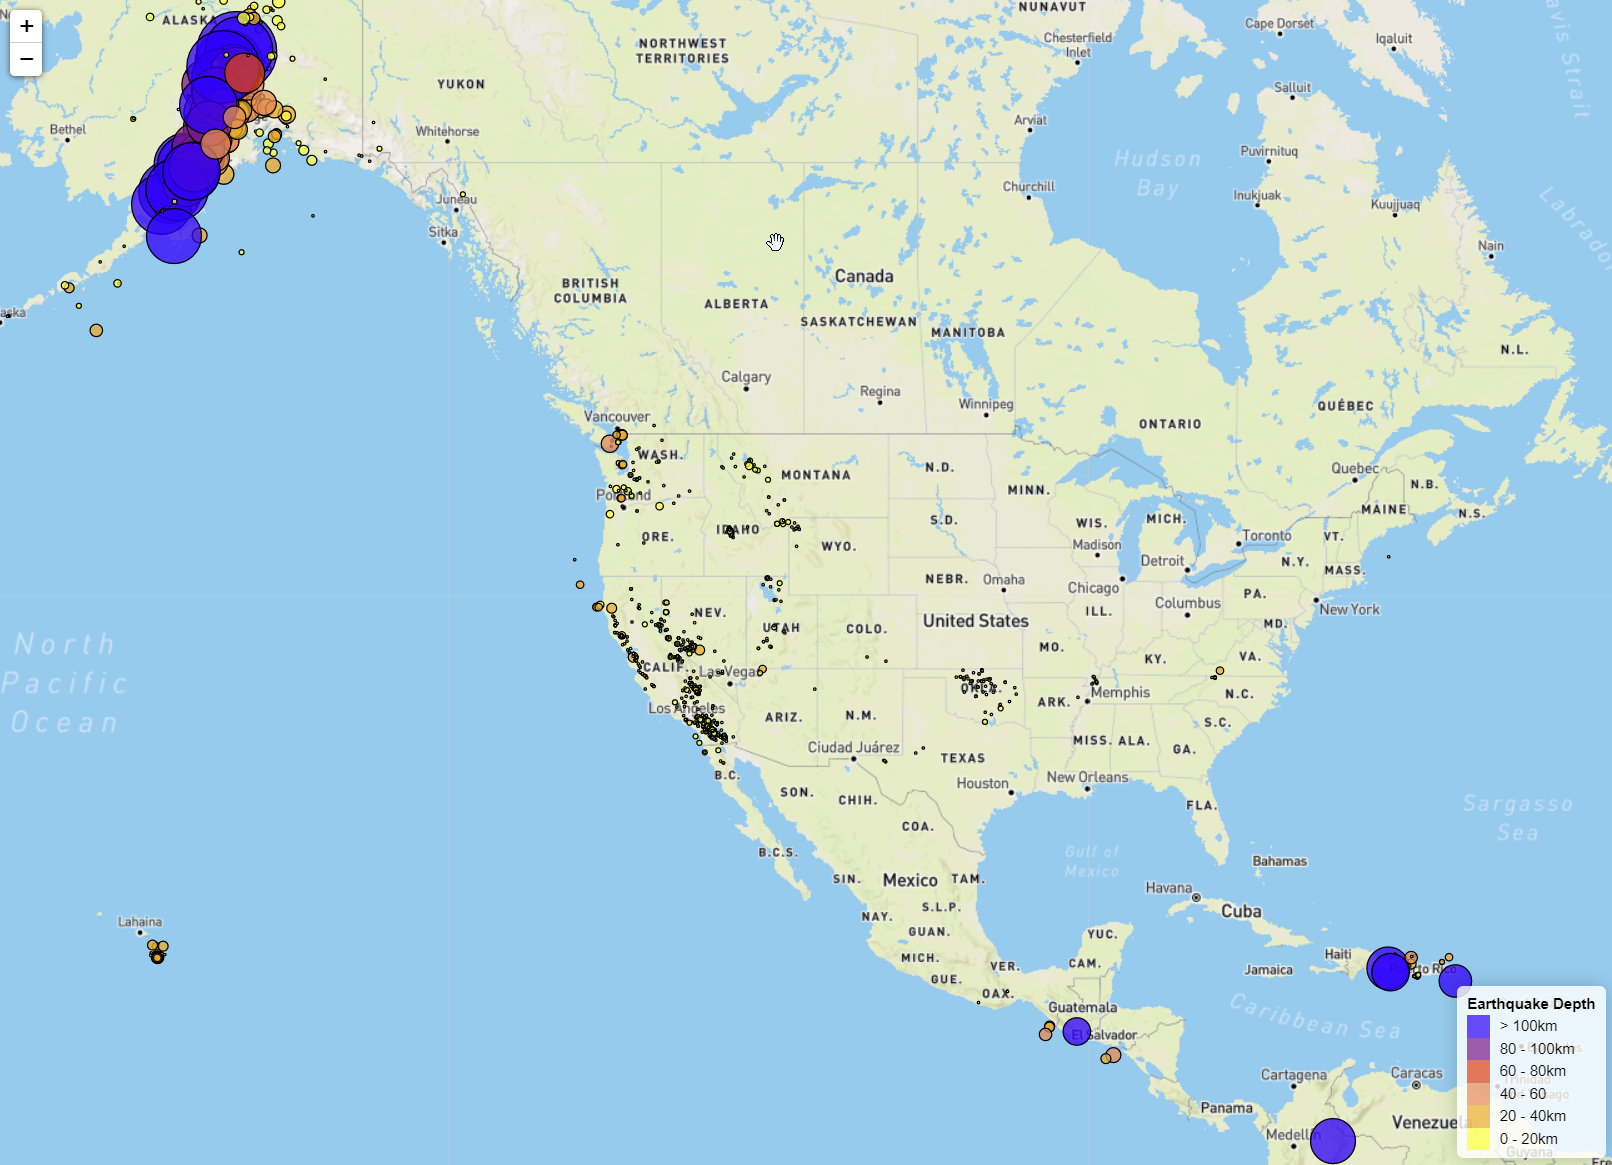 +
−
ALASKA
NUNAVUT
Cape Dorset
Iqaluit
Chesterfield
Inlet
NORTHWEST
TERRITORIES
YUKON
Salluit
Bethel
Whitehorse
Arviat
Puvirnituq
Hudson
Bay
Churchill
Inukjuak
Kuujjuaq
Juneau
Sitka
Nain
Labrador
Canada
BRITISH
COLUMBIA
ALBERTA
SASKATCHEWAN
MANITOBA
N.L.
Calgary
Regina
Winnipeg
QUÉBEC
Vancouver
ONTARIO
WASH.
MONTANA
N.D.
Quebec
N.B.
Portland
MINN.
MAINE
N.S.
S.D.
WIS.
MICH.
IDAHO
ORE.
WYO.
Madison
Toronto
VT.
Detroit
N.Y.
MASS.
NEBR.
Omaha
Chicago
PA.
Columbus
New York
NEV.
ILL.
UTAH
COLO.
United States
MD.
North
Pacific
Ocean
MO.
KY.
VA.
CALIF.
Las Vegas
OKLA.
Memphis
N.C.
Los Angeles
ARK.
ARIZ.
N.M.
S.C.
MISS.
ALA.
GA.
Ciudad Juárez
TEXAS
B.C.
Houston
New Orleans
SON.
CHIH.
FLA.
Sargasso
Sea
COA.
B.C.S.
Gulf of
Mexico
Bahamas
SIN.
Mexico
TAM.
Havana
Cuba
S.L.P.
NAY.
Lahaina
GUAN.
YUC.
MICH.
VER.
CAM.
Haiti
Jamaica
Puerto Rico
GUE.
OAX.
Guatemala
Caribbean Sea
El Salvador
Cartagena
Caracas
Panama
Venezuela
Medellín
Guyana
Earthquake Depth
> 100km
80 - 100km
60 - 80km
40 - 60
20 - 40km
0 - 20km